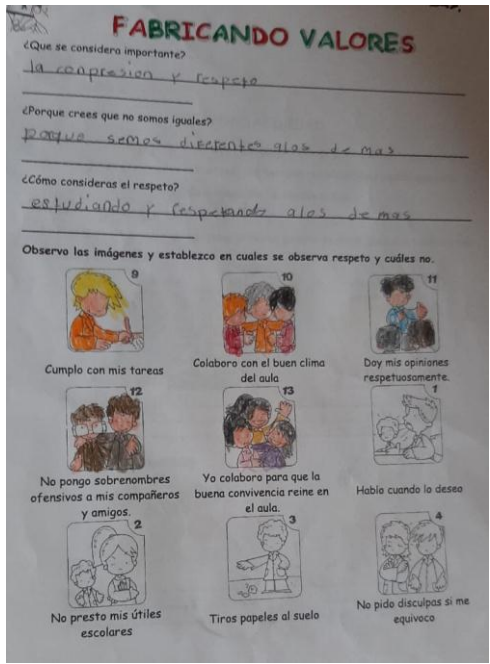 FABRICANDO VALORES
¿Que se considera importante?
la conpresion y respeto
¿Porque crees que no somos iguales?
porque semos diferentes alos de mas
¿Cómo consideras el respeto?
estudiando y respetando alos de mas
Observo las imágenes y establezco en cuales se observa respeto y cuáles no.
9
10
11
Cumplo con mis tareas
Colaboro con el buen clima
del aula
Doy mis opiniones
respetuosamente.
12
13
1
No pongo sobrenombres
ofensivos a mis compañeros
y amigos.
Yo colaboro para que la
buena convivencia reine en
el aula.
Hablo cuando lo deseo
2
3
4
No presto mis útiles
escolares
Tiros papeles al suelo
No pido disculpas si me
equivoco